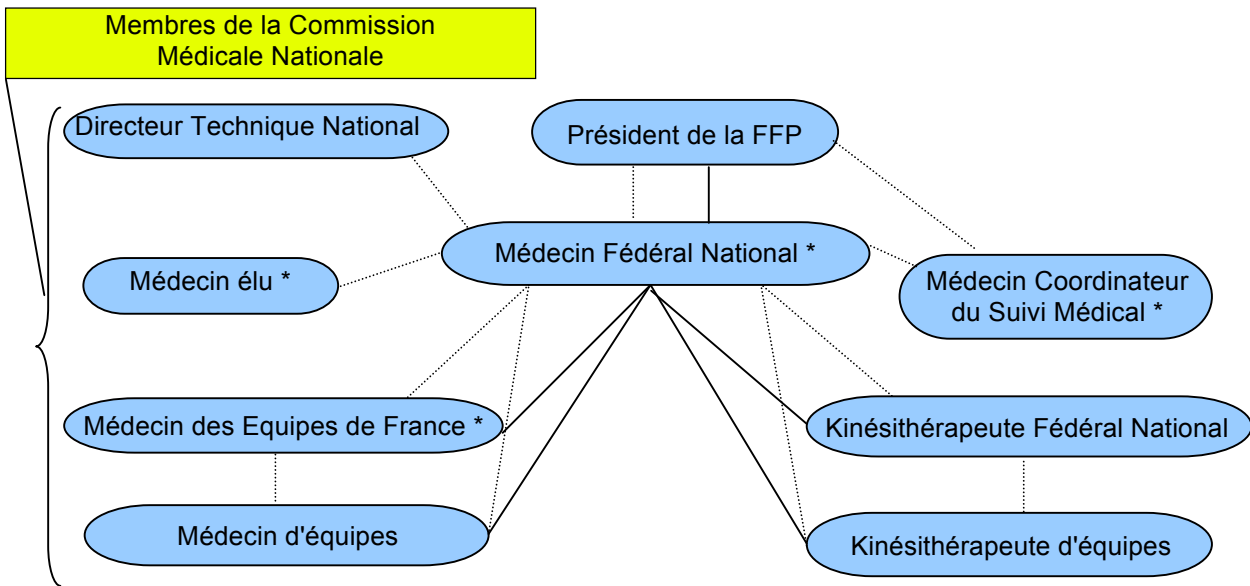 Membres de la Commission
Médicale Nationale
Directeur Technique National
Président de la FFP
Médecin Fédéral National *
Médecin élu *
Médecin Coordinateur
du Suivi Médical *
Médecin des Equipes de France *
Kinésithérapeute Fédéral National
Médecin d'équipes
Kinésithérapeute d'équipes